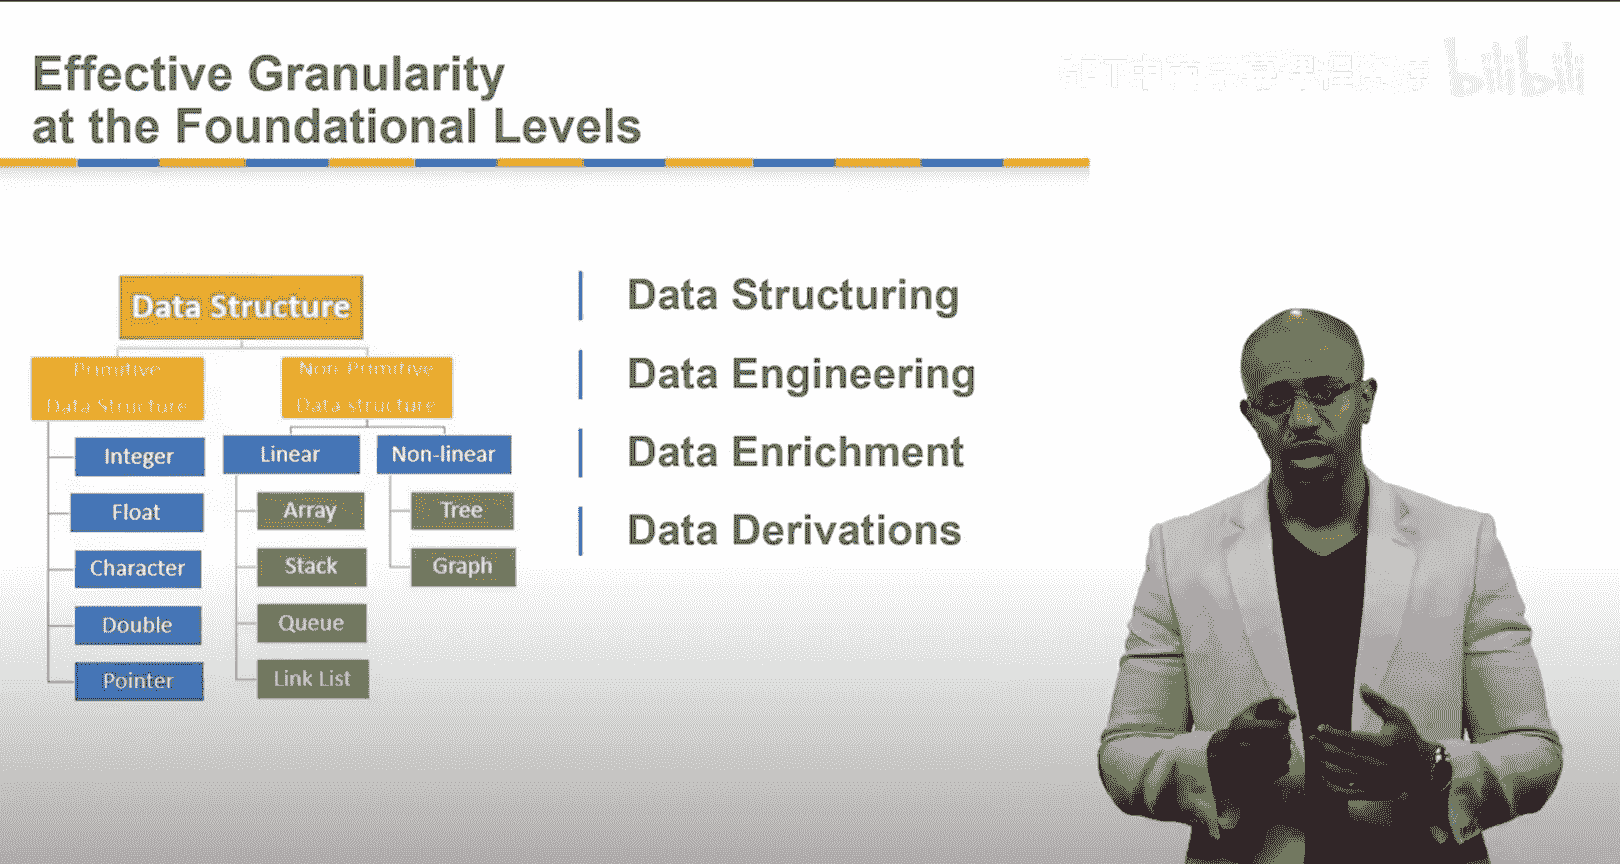 Effective Granularity
at the Foundational Levels
bilibili
Data Structure
Primitive
Data Structure
Non-Primitive
Data structure
Integer
Float
Character
Double
Pointer
Linear
Array
Stack
Queue
Link List
Non-linear
Tree
Graph
Data Structuring
Data Engineering
Data Enrichment
Data Derivations